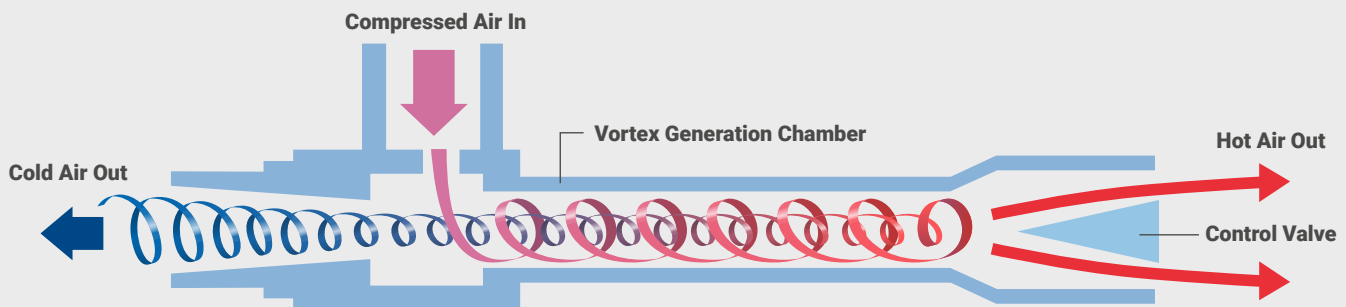 Compressed Air In
Vortex Generation Chamber
Hot Air Out
Cold Air Out
Control Valve